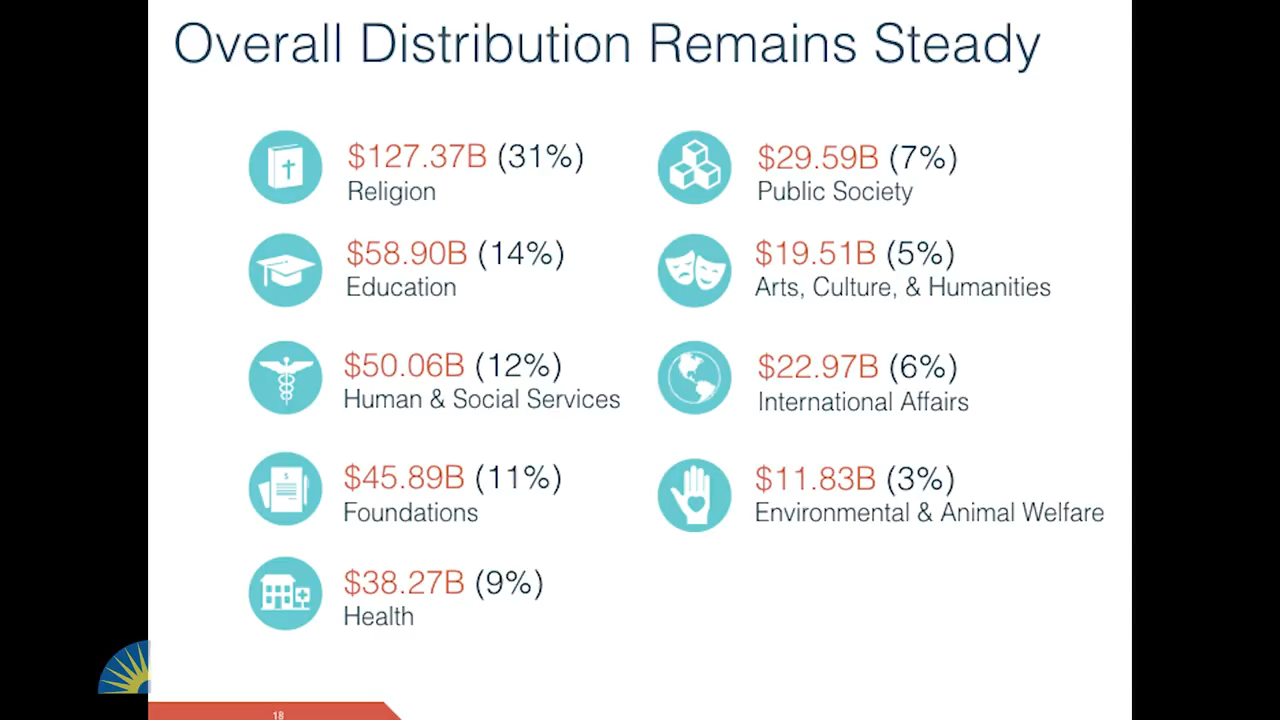 Overall Distribution Remains Steady
$127.37B (31%)
Religion
$58.90B (14%)
Education
$50.06B (12%)
Human & Social Services
$45.89B (11%)
Foundations
$38.27B (9%)
Health
$29.59B (7%)
Public Society
$19.51B (5%)
Arts, Culture, & Humanities
$22.97B (6%)
International Affairs
$11.83B (3%)
Environmental & Animal Welfare
$
18